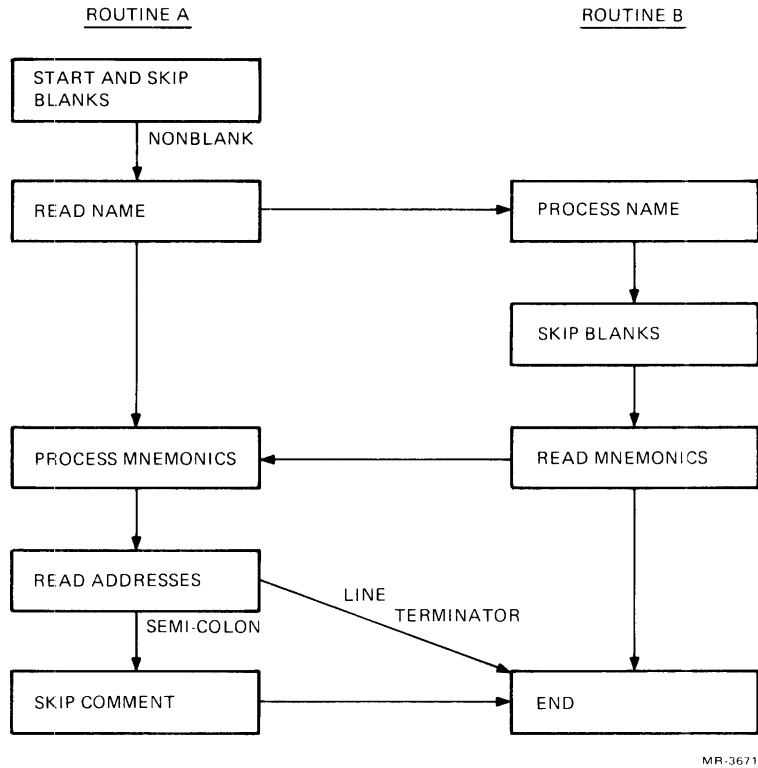 ROUTINE A
ROUTINE B
START AND SKIP
BLANKS
NONBLANK
READ NAME
PROCESS NAME
SKIP BLANKS
PROCESS MNEMONICS
READ MNEMONICS
READ ADDRESSES
LINE
TERMINATOR
SEMI-COLON
SKIP COMMENT
END
MR-3671